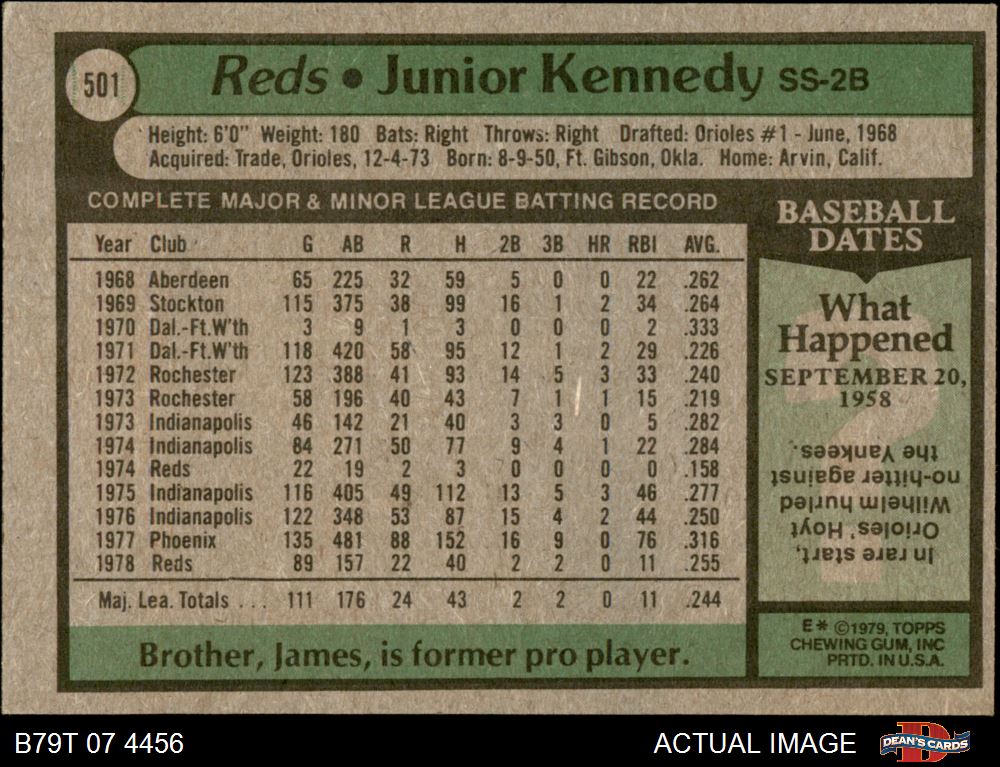 501
Reds • Junior Kennedy SS-2B
Height: 6'0" Weight: 180 Bats: Right Throws: Right Drafted: Orioles #1 - June, 1968
Acquired: Trade, Orioles, 12-4-73 Born: 8-9-50, Ft. Gibson, Okla. Home: Arvin, Calif.
COMPLETE MAJOR & MINOR LEAGUE BATTING RECORD
Year Club G AB R H 2B 3B HR RBI AVG.
1968 Aberdeen 65 225 32 59 5 0 0 22 .262
1969 Stockton 115 375 38 99 16 1 2 34 .264
1970 Dal.-Ft.W'th 3 9 1 3 0 0 0 2 .333
1971 Dal.-Ft.W'th 118 420 58 95 12 1 2 29 .226
1972 Rochester 123 388 41 93 14 5 3 33 .240
1973 Rochester 58 196 40 43 7 1 1 15 .219
1973 Indianapolis 46 142 21 40 3 3 0 5 .282
1974 Indianapolis 84 271 50 77 9 4 1 22 .284
1974 Reds 22 19 2 3 0 0 0 0 .158
1975 Indianapolis 116 405 49 112 13 5 3 46 .277
1976 Indianapolis 122 348 53 87 15 4 2 44 .250
1977 Phoenix 135 481 88 152 16 9 0 76 .316
1978 Reds 89 157 22 40 2 2 0 11 .255
Maj. Lea. Totals ... 111 176 24 43 2 2 0 11 .244
Brother, James, is former pro player.
BASEBALL
DATES
What
Happened
SEPTEMBER 20,
1958
In rare start,
Orioles' Hoyt
Wilhelm hurled
no-hitter against
the Yankees.
E* ©1979, TOPPS
CHEWING GUM, INC
PRTD. IN U.S.A.
B79T 07 4456
ACTUAL IMAGE
DEAN'S CARDS